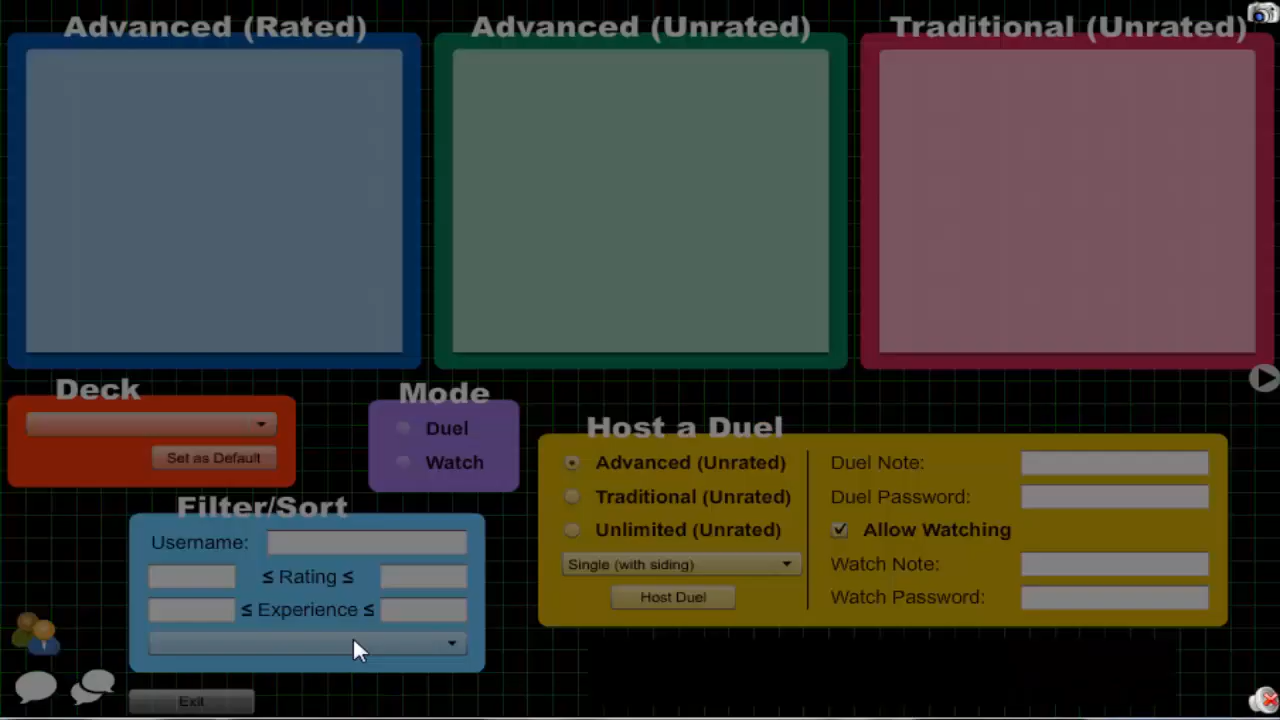 Advanced (Rated)
Advanced (Unrated)
Traditional (Unrated)
Deck
Set as Default
Mode
Duel
Watch
Filter/Sort
Username:
≤ Rating ≤
≤ Experience ≤
Exit
Host a Duel
Advanced (Unrated)
Traditional (Unrated)
Unlimited (Unrated)
Single (with siding)
Host Duel
Duel Note:
Duel Password:
Allow Watching
Watch Note:
Watch Password: